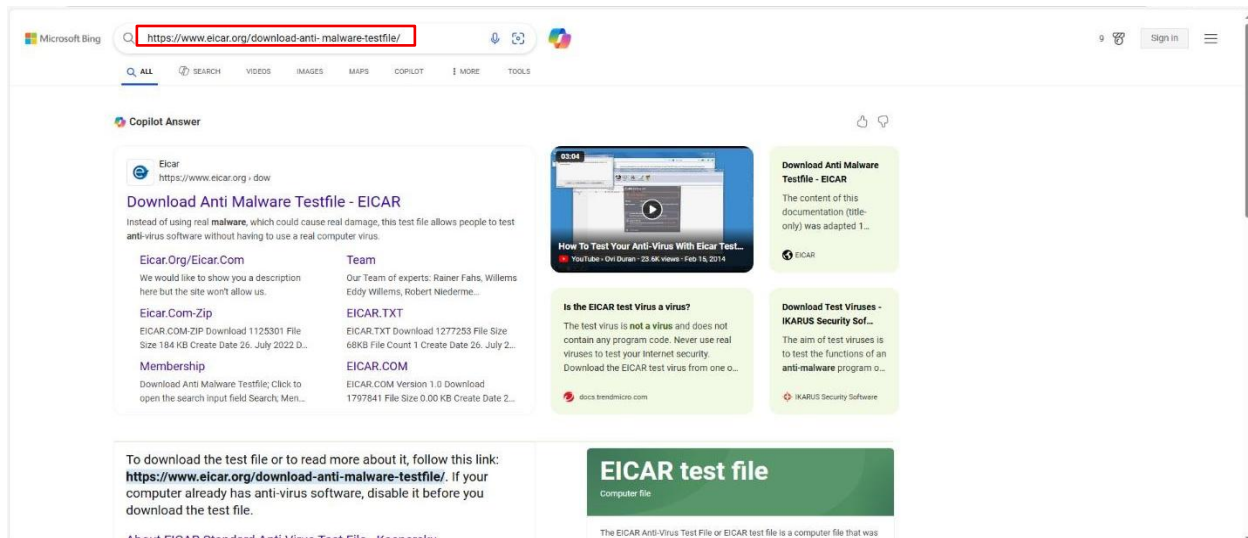 Microsoft Bing
https://www.eicar.org/download-anti- malware-testfile/
9
Sign in
ALL
SEARCH
VIDEOS
IMAGES
MAPS
COPILOT
MORE
TOOLS
Copilot Answer
Eicar
https://www.eicar.org › dow
Download Anti Malware Testfile - EICAR
Instead of using real malware, which could cause real damage, this test file allows people to test
anti-virus software without having to use a real computer virus.
Eicar.Org/Eicar.Com
We would like to show you a description
here but the site won't allow us.
Team
Our Team of experts: Rainer Fahs, Willems
Eddy Willems, Robert Niederme...
Eicar.Com-Zip
EICAR.COM-ZIP Download 1125301 File
Size 184 KB Create Date 26. July 2022 D...
EICAR.TXT
EICAR.TXT Download 1277253 File Size
68KB File Count 1 Create Date 26. July 2...
Membership
Download Anti Malware Testfile; Click to
open the search input field Search; Men...
EICAR.COM
EICAR.COM Version 1.0 Download
1797841 File Size 0.00 KB Create Date 2...
03:04
How To Test Your Anti-Virus With Eicar Test...
YouTube › Ovi Duran · 23.6K views · Feb 15, 2014
Download Anti Malware
Testfile - EICAR
The content of this
documentation (title-
only) was adapted 1...
EICAR
Is the EICAR test Virus a virus?
The test virus is not a virus and does not
contain any program code. Never use real
viruses to test your Internet security.
Download the EICAR test virus from one o...
docs.trendmicro.com
Download Test Viruses -
IKARUS Security Sof...
The aim of test viruses is
to test the functions of an
anti-malware program o...
IKARUS Security Software
To download the test file or to read more about it, follow this link:
https://www.eicar.org/download-anti-malware-testfile/. If your
computer already has anti-virus software, disable it before you
download the test file.
About EICAR Standard Anti-Virus Test File - Kaspersky
EICAR test file
Computer file
The EICAR Anti-Virus Test File or EICAR test file is a computer file that was